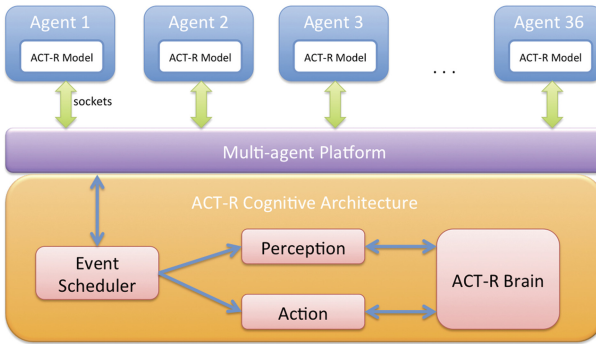 Agent 1
Agent 2
Agent 3
Agent 36
ACT-R Model
ACT-R Model
ACT-R Model
ACT-R Model
. . .
sockets
Multi-agent Platform
ACT-R Cognitive Architecture
Event
Scheduler
Perception
Action
ACT-R Brain